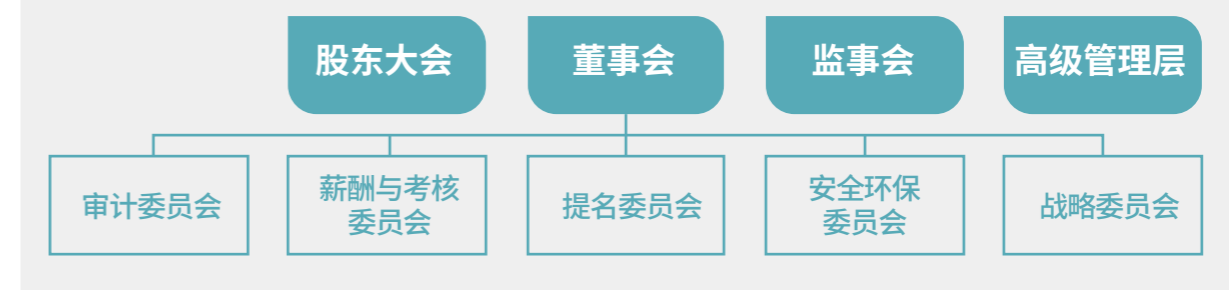 股东大会
董事会
监事会
高级管理层
审计委员会
薪酬与考核
委员会
提名委员会
安全环保
委员会
战略委员会